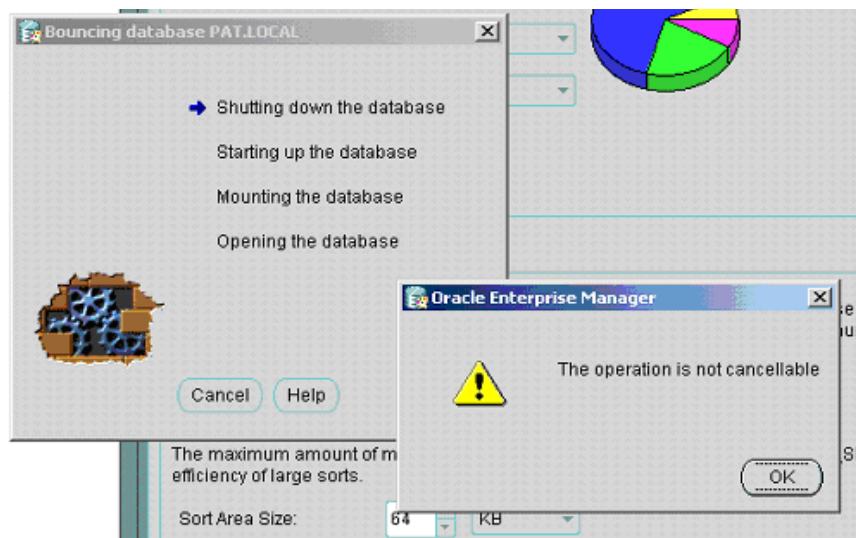 Bouncing database PAT.LOCAL
Shutting down the database
Starting up the database
Mounting the database
Opening the database
Cancel
Help
Oracle Enterprise Manager
The operation is not cancellable
OK
The maximum amount of m
efficiency of large sorts.
Sort Area Size:
64
KB